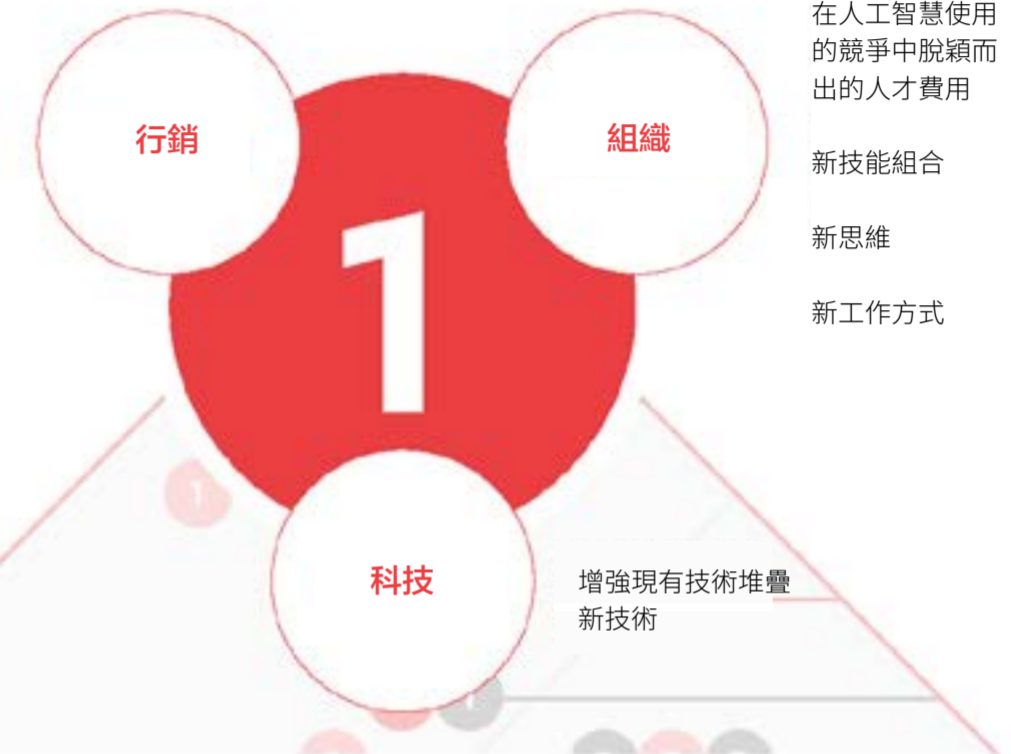 在人工智慧使用
的競爭中脫穎而
出的人才費用
行銷
組織
新技能組合
新思維
1
新工作方式
1
科技
增強現有技術堆疊
新技術
1